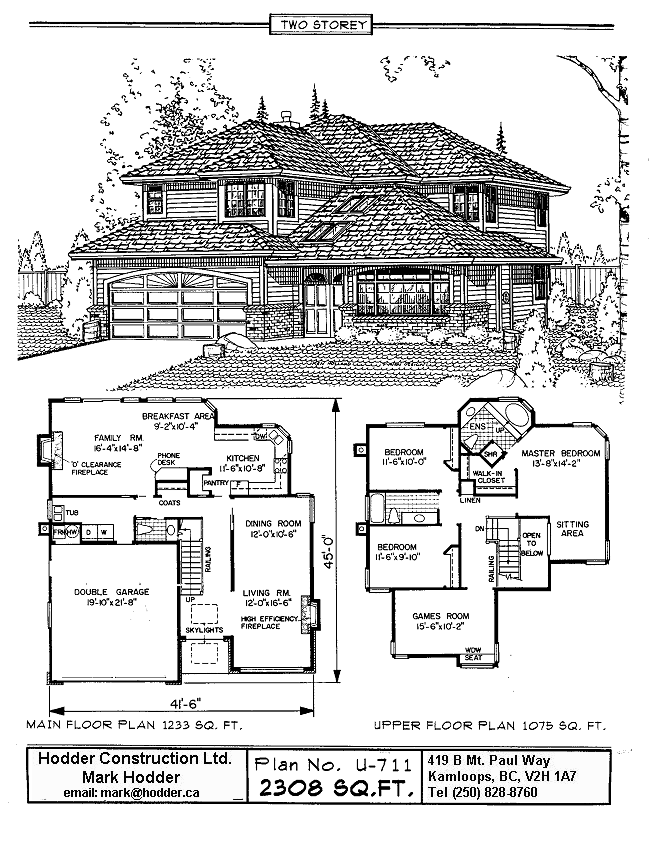 TWO STOREY
BREAKFAST AREA
9'-2"x10'-4"
FAMILY RM.
16'-4"x14'-8"
'O' CLEARANCE
FIREPLACE
PHONE
DESK
KITCHEN
11'-6"x10'-8"
DW
PANTRY
F
COATS
TUB
FRN
HW
D
W
DINING ROOM
12'-0"x10'-6"
RAILING
UP
DOUBLE GARAGE
19'-10"x21'-8"
LIVING RM.
12'-0"x16'-6"
HIGH EFFICIENCY
FIREPLACE
SKYLIGHTS
45'-0"
41'-6"
MAIN FLOOR PLAN 1233 SQ. FT.
ENS
UP
SHR
BEDROOM
11'-6"x10'-0"
MASTER BEDROOM
13'-8"x14'-2"
WALK-IN
CLOSET
LINEN
BEDROOM
11'-6"x9'-10"
DN
OPEN
TO
BELOW
SITTING
AREA
RAILING
GAMES ROOM
15'-6"x10'-2"
WDW
SEAT
UPPER FLOOR PLAN 1075 SQ. FT.
Hodder Construction Ltd.
Mark Hodder
email: mark@hodder.ca
Plan No. U-711
2308 SQ.FT.
419 B Mt. Paul Way
Kamloops, BC, V2H 1A7
Tel (250) 828-8760